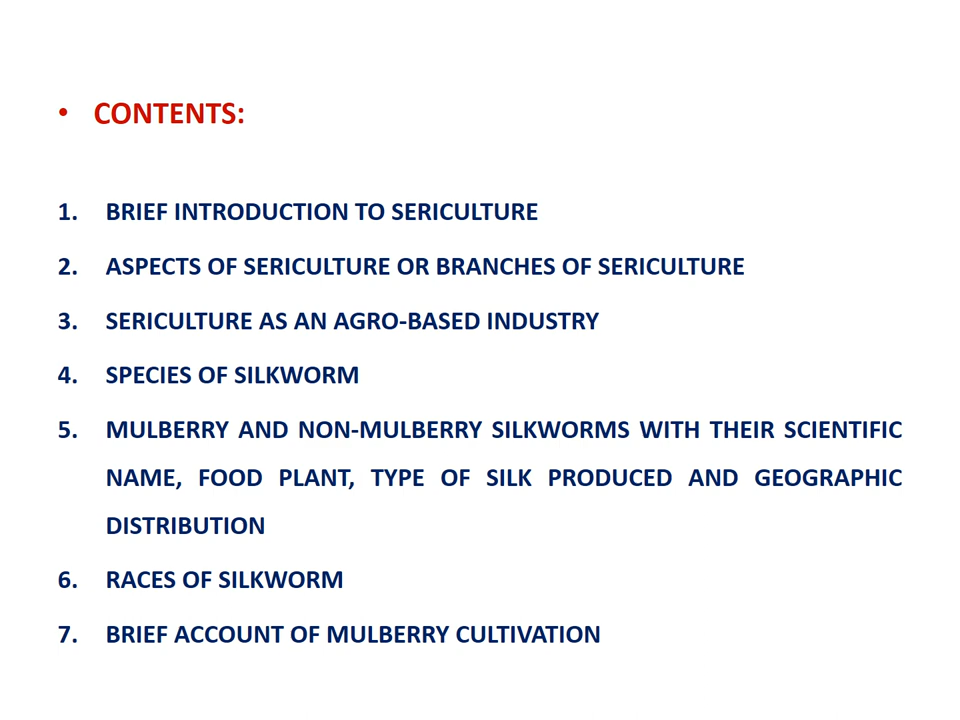 • CONTENTS:
1. BRIEF INTRODUCTION TO SERICULTURE
2. ASPECTS OF SERICULTURE OR BRANCHES OF SERICULTURE
3. SERICULTURE AS AN AGRO-BASED INDUSTRY
4. SPECIES OF SILKWORM
5. MULBERRY AND NON-MULBERRY SILKWORMS WITH THEIR SCIENTIFIC
NAME, FOOD PLANT, TYPE OF SILK PRODUCED AND GEOGRAPHIC
DISTRIBUTION
6. RACES OF SILKWORM
7. BRIEF ACCOUNT OF MULBERRY CULTIVATION